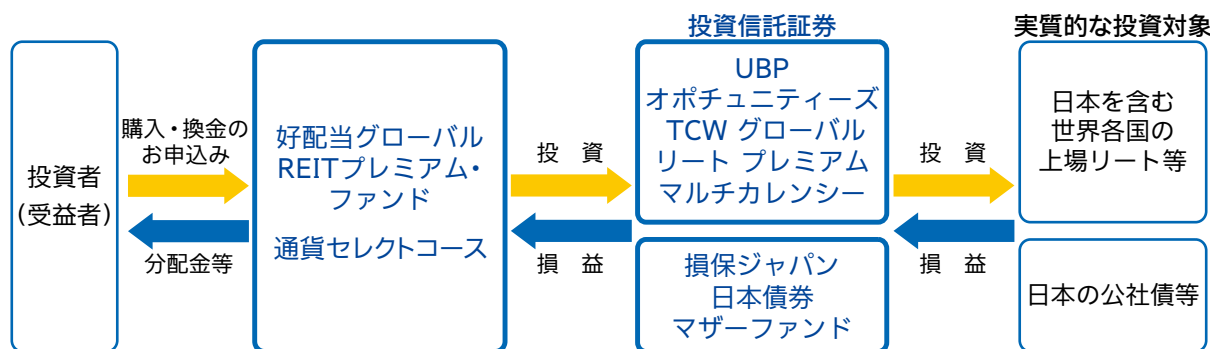 投資者
(受益者)
購入・換金の
お申込み
分配金等
好配当グローバル
REITプレミアム・
ファンド
通貨セレクトコース
投 資
損 益
投資信託証券
UBP
オポチュニティーズ
TCW グローバル
リート プレミアム
マルチカレンシー
損保ジャパン
日本債券
マザーファンド
投 資
損 益
実質的な投資対象
日本を含む
世界各国の
上場リート等
日本の公社債等